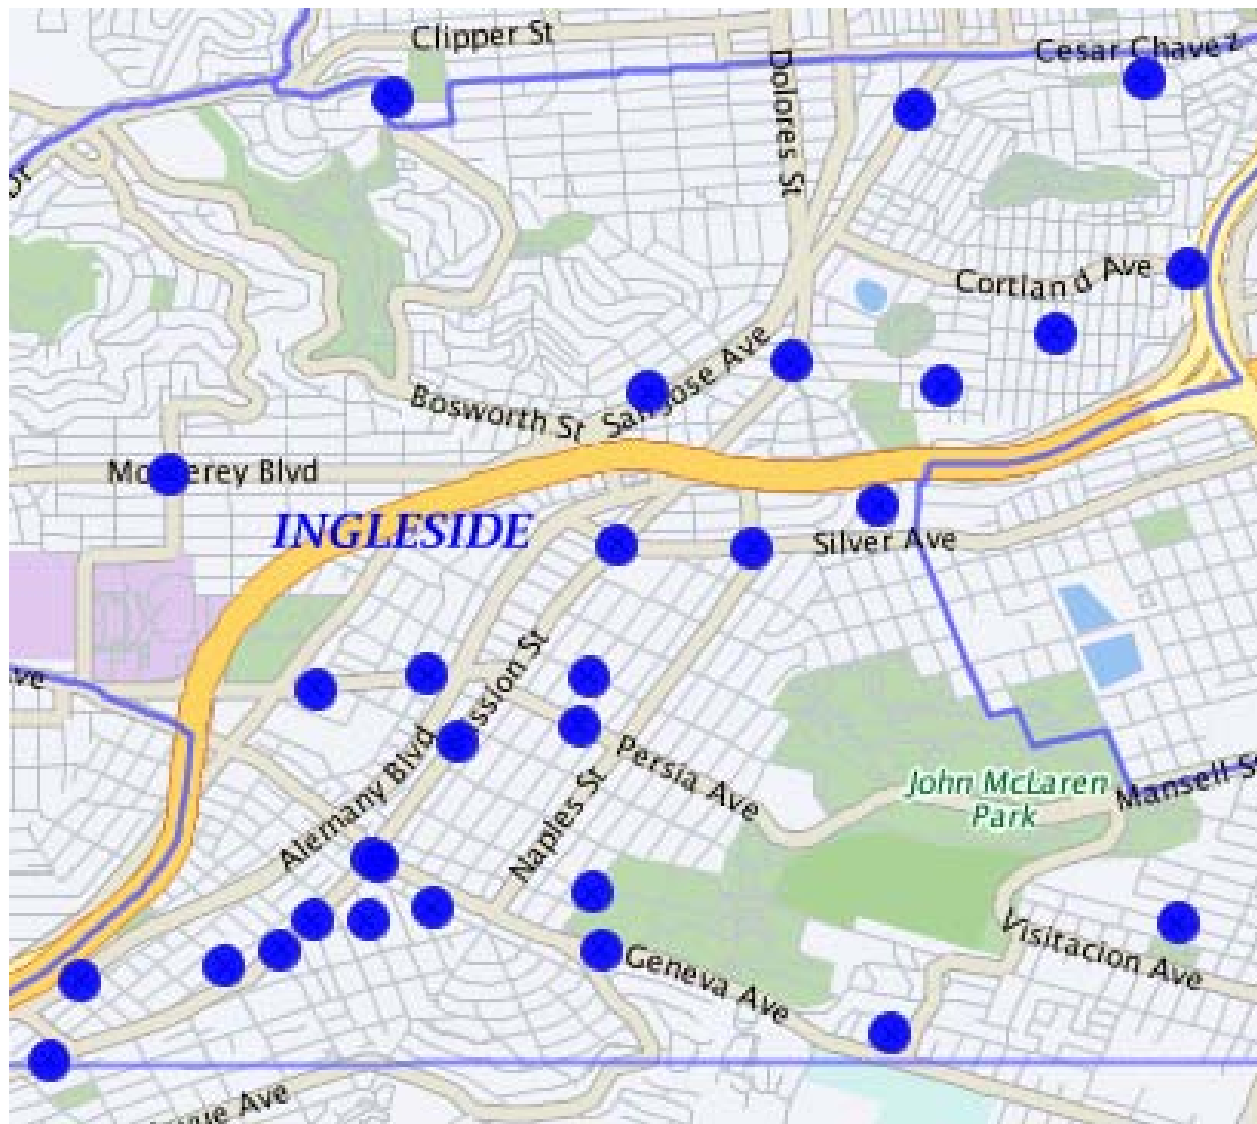 Clipper St
Cesar Chavez
Dolores St
Cortland Ave
San Jose Ave
Bosworth St
Monterey Blvd
INGLESIDE
Silver Ave
Mission St
Alemany Blvd
Persia Ave
Naples St
John McLaren
Park
Mansell St
Visitacion Ave
Geneva Ave
Ave